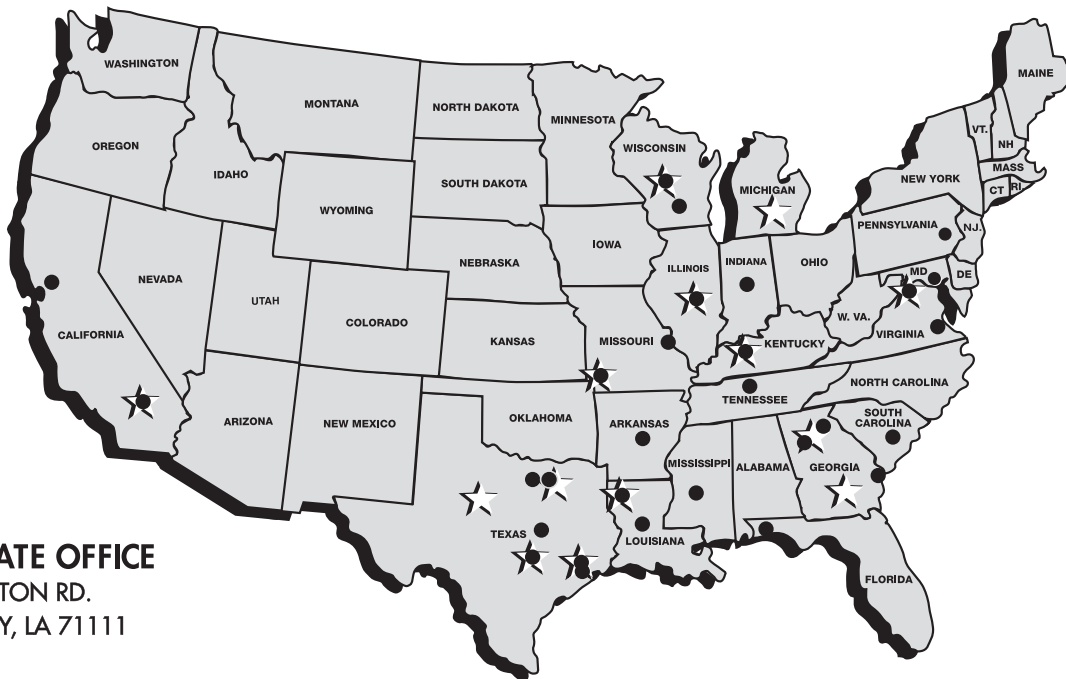 WASHINGTON
OREGON
IDAHO
MONTANA
WYOMING
NORTH DAKOTA
SOUTH DAKOTA
NEBRASKA
MINNESOTA
WISCONSIN
MICHIGAN
IOWA
ILLINOIS
INDIANA
OHIO
PENNSYLVANIA
NEW YORK
VT.
NH
MAINE
MASS
CT
RI
N.J.
DE
MD
W. VA.
VIRGINIA
KENTUCKY
NORTH CAROLINA
TENNESSEE
SOUTH
CAROLINA
NEVADA
UTAH
COLORADO
KANSAS
MISSOURI
CALIFORNIA
ARIZONA
NEW MEXICO
OKLAHOMA
ARKANSAS
MISSISSIPPI
ALABAMA
GEORGIA
TEXAS
LOUISIANA
FLORIDA
ATE OFFICE
TON RD.
Y, LA 71111